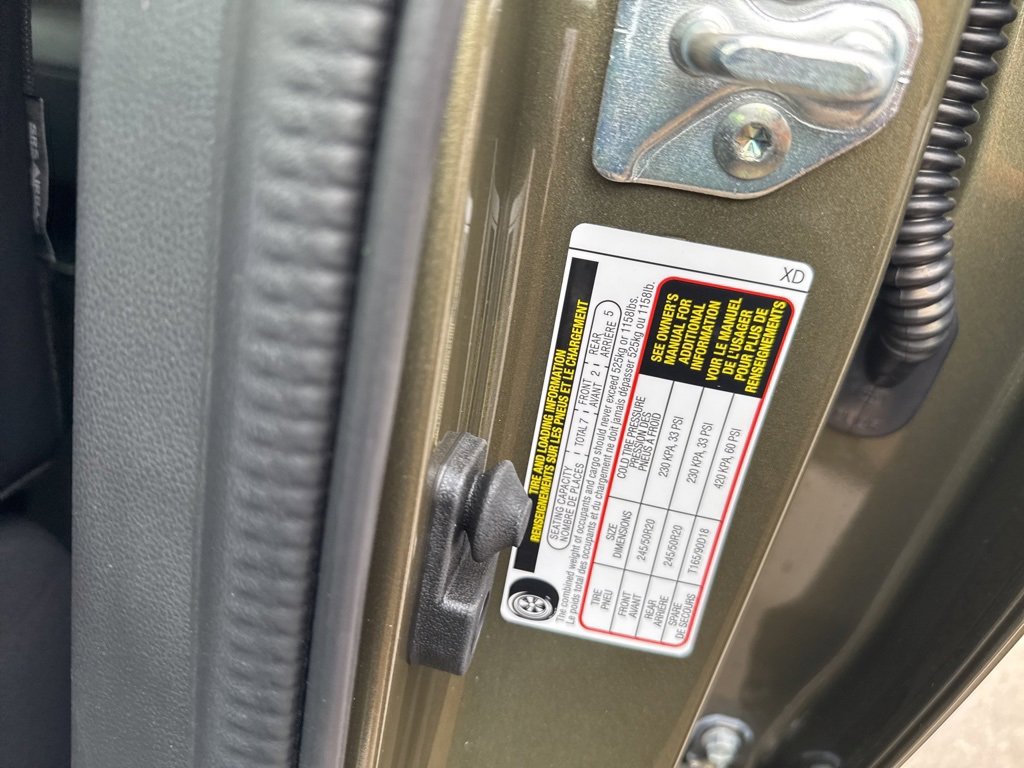 XD
TIRE AND LOADING INFORMATION
RENSEIGNEMENTS SUR LES PNEUS ET LE CHARGEMENT
SEATING CAPACITY TOTAL 7 FRONT 2 REAR 5
NOMBRE DE PLACES AVANT ARRIÈRE
The combined weight of occupants and cargo should never exceed 525kg or 1158lbs.
Le poids total des occupants et du chargement ne doit jamais dépasser 525kg ou 1158lb.
TIRE SIZE COLD TIRE PRESSURE
PNEU DIMENSIONS PRESSION DES
PNEUS A FROID
FRONT 245/50R20 230 KPA, 33 PSI
AVANT
REAR 245/50R20 230 KPA, 33 PSI
ARRIÈRE
SPARE T165/90D18 420 KPA, 60 PSI
DE SECOURS
SEE OWNER'S
MANUAL FOR
ADDITIONAL
INFORMATION
VOIR LE MANUEL
DE L'USAGER
POUR PLUS DE
RENSEIGNEMENTS
SRS AIRBAG